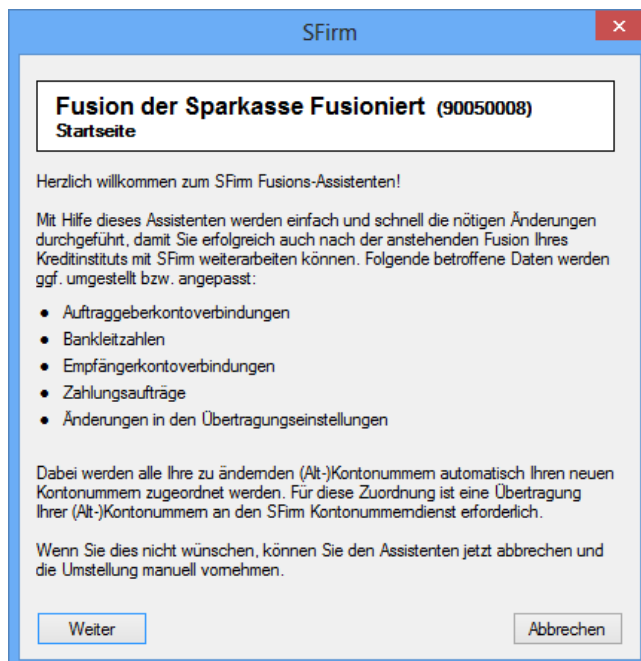 SFirm
Fusion der Sparkasse Fusioniert (90050008)
Startseite
Herzlich willkommen zum SFirm Fusions-Assistenten!
Mit Hilfe dieses Assistenten werden einfach und schnell die nötigen Änderungen
durchgeführt, damit Sie erfolgreich auch nach der anstehenden Fusion Ihres
Kreditinstituts mit SFirm weiterarbeiten können. Folgende betroffene Daten werden
ggf. umgestellt bzw. angepasst:
● Auftraggeberkontoverbindungen
● Bankleitzahlen
● Empfängerkontoverbindungen
● Zahlungsaufträge
● Änderungen in den Übertragungseinstellungen
Dabei werden alle Ihre zu ändernden (Alt-)Kontonummern automatisch Ihren neuen
Kontonummern zugeordnet werden. Für diese Zuordnung ist eine Übertragung
Ihrer (Alt-)Kontonummern an den SFirm Kontonummerndienst erforderlich.
Wenn Sie dies nicht wünschen, können Sie den Assistenten jetzt abbrechen und
die Umstellung manuell vornehmen.
Weiter Abbrechen